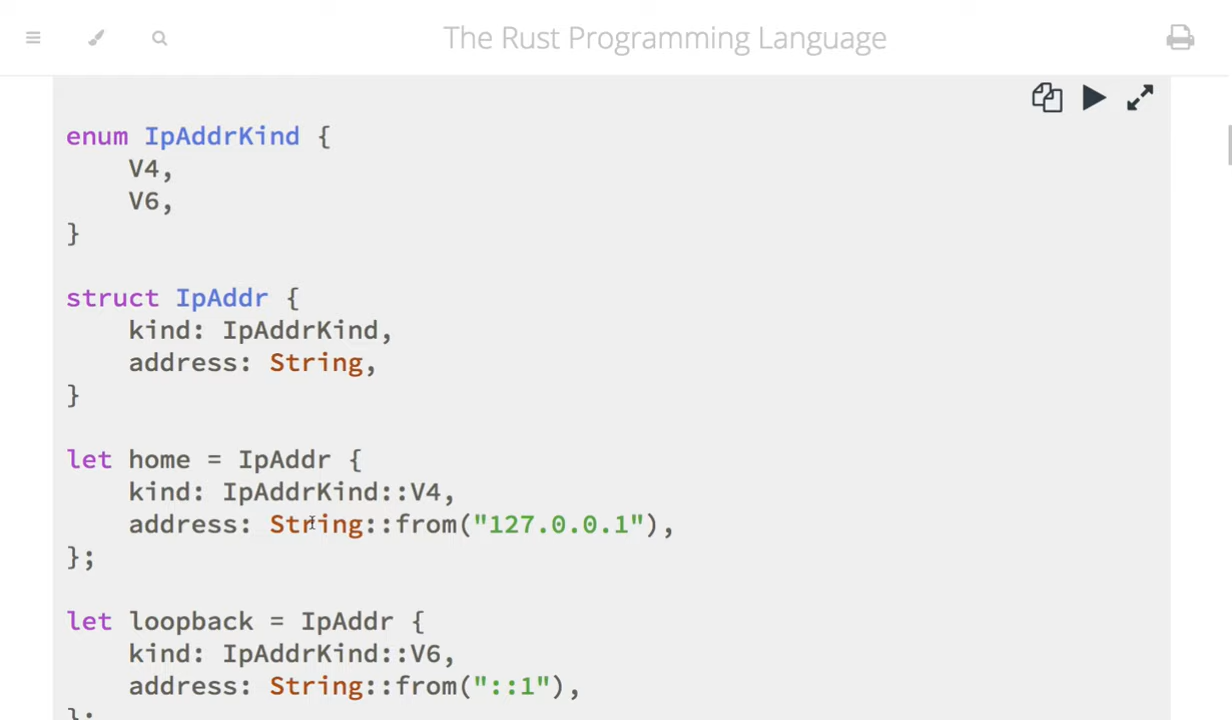 The Rust Programming Language
enum IpAddrKind {
    V4,
    V6,
}
struct IpAddr {
    kind: IpAddrKind,
    address: String,
}
let home = IpAddr {
    kind: IpAddrKind::V4,
    address: String::from("127.0.0.1"),
};
let loopback = IpAddr {
    kind: IpAddrKind::V6,
    address: String::from("::1"),
};